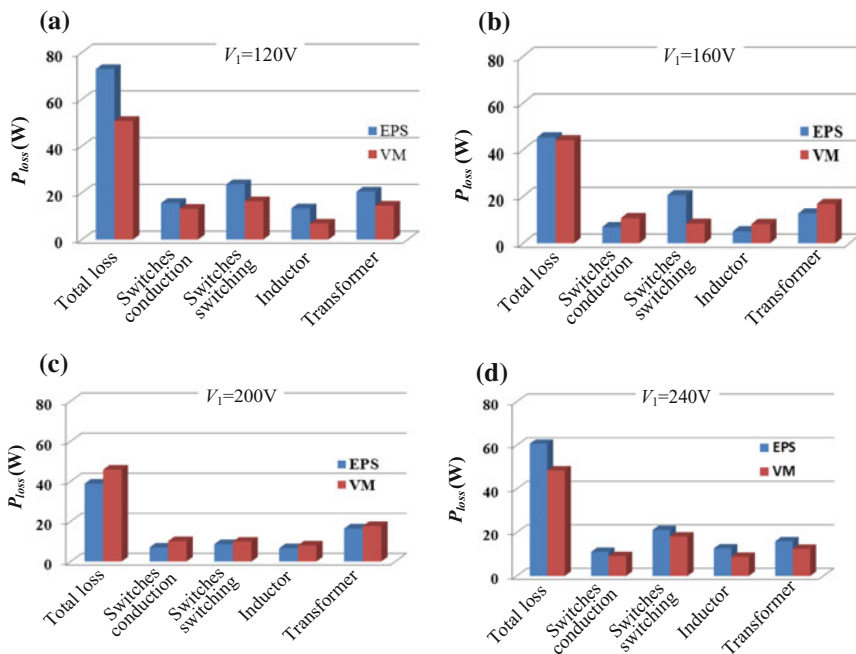 (a)
V1=120V
Ploss (W)
80
60
40
20
0
EPS
VM
Total loss
Switches
conduction
Switches
switching
Inductor
Transformer
(b)
V1=160V
Ploss (W)
80
60
40
20
0
EPS
VM
Total loss
Switches
conduction
Switches
switching
Inductor
Transformer
(c)
V1=200V
Ploss (W)
80
60
40
20
0
EPS
VM
Total loss
Switches
conduction
Switches
switching
Inductor
Transformer
(d)
V1=240V
Ploss (W)
80
60
40
20
0
EPS
VM
Total loss
Switches
conduction
Switches
switching
Inductor
Transformer